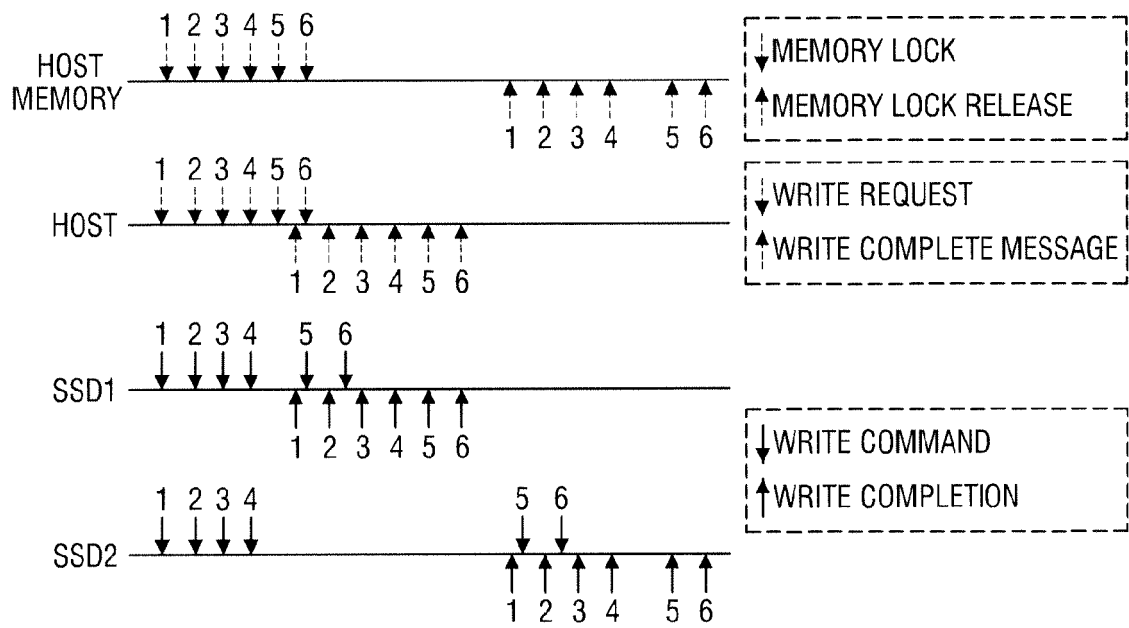 1 2 3 4 5 6
HOST
MEMORY
1 2 3 4 5 6
MEMORY LOCK
MEMORY LOCK RELEASE
1 2 3 4 5 6
HOST
1 2 3 4 5 6
WRITE REQUEST
WRITE COMPLETE MESSAGE
1 2 3 4 5 6
SSD1
1 2 3 4 5 6
WRITE COMMAND
WRITE COMPLETION
1 2 3 4 5 6
SSD2
1 2 3 4 5 6